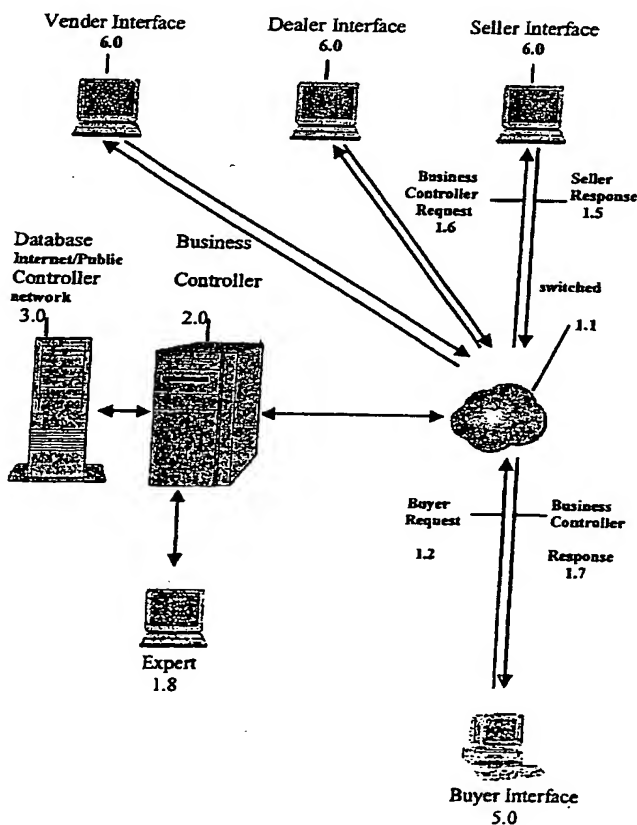 Vender Interface
6.0
Dealer Interface
6.0
Seller Interface
6.0
Business
Controller
Request
1.6
Seller
Response
1.5
Database
Internet/Public
Controller
network
3.0
Business
Controller
2.0
switched
1.1
Buyer
Request
1.2
Business
Controller
Response
1.7
Expert
1.8
Buyer Interface
5.0